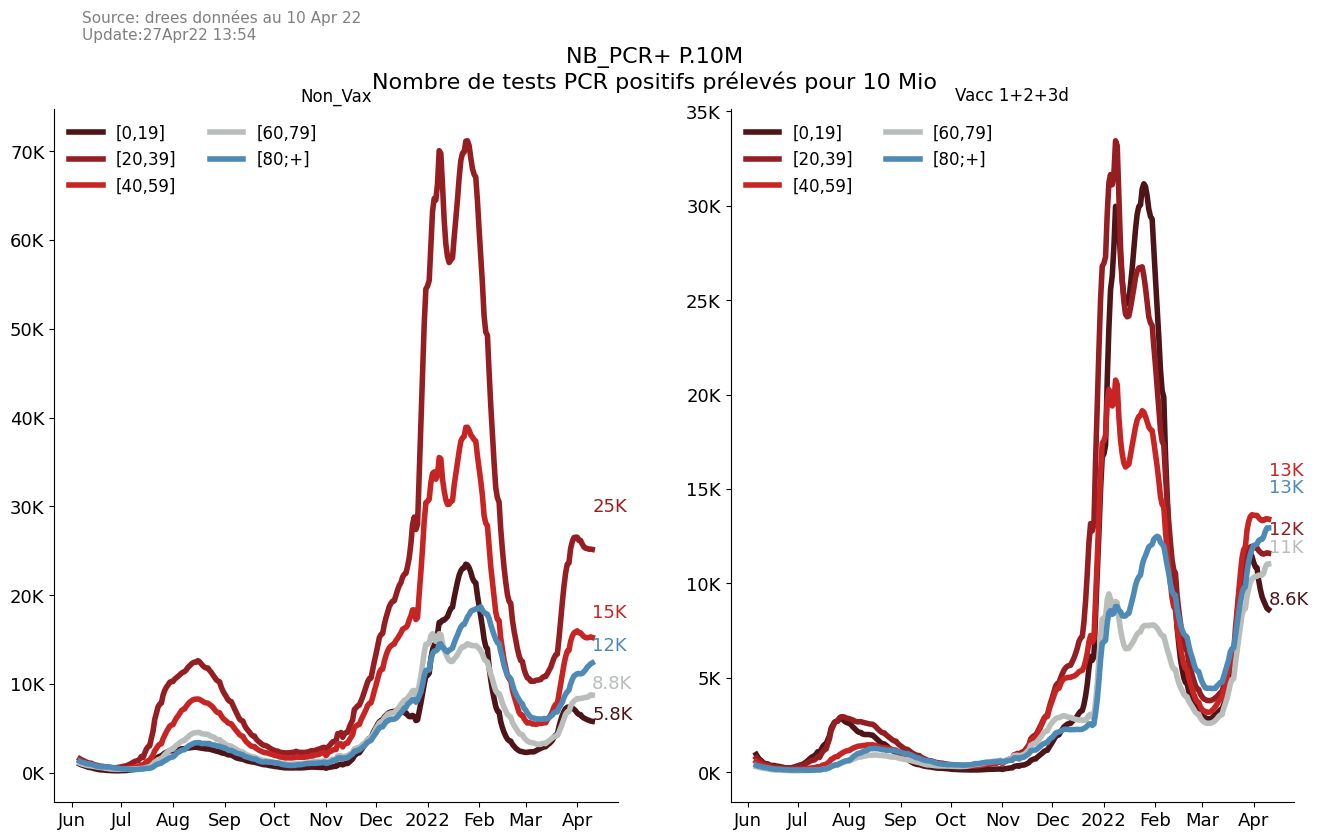 Source: drees données au 10 Apr 22
Update:27Apr22 13:54
NB_PCR+ P.10M
Nombre de tests PCR positifs prélevés pour 10 Mio
Non_Vax
[0,19]
[20,39]
[40,59]
[60,79]
[80;+]
70K
60K
50K
40K
30K
20K
10K
0K
25K
15K
12K
8.8K
5.8K
Jun Jul Aug Sep Oct Nov Dec 2022 Feb Mar Apr
Vacc 1+2+3d
[0,19]
[20,39]
[40,59]
[60,79]
[80;+]
35K
30K
25K
20K
15K
10K
5K
0K
13K
13K
12K
11K
8.6K
Jun Jul Aug Sep Oct Nov Dec 2022 Feb Mar Apr